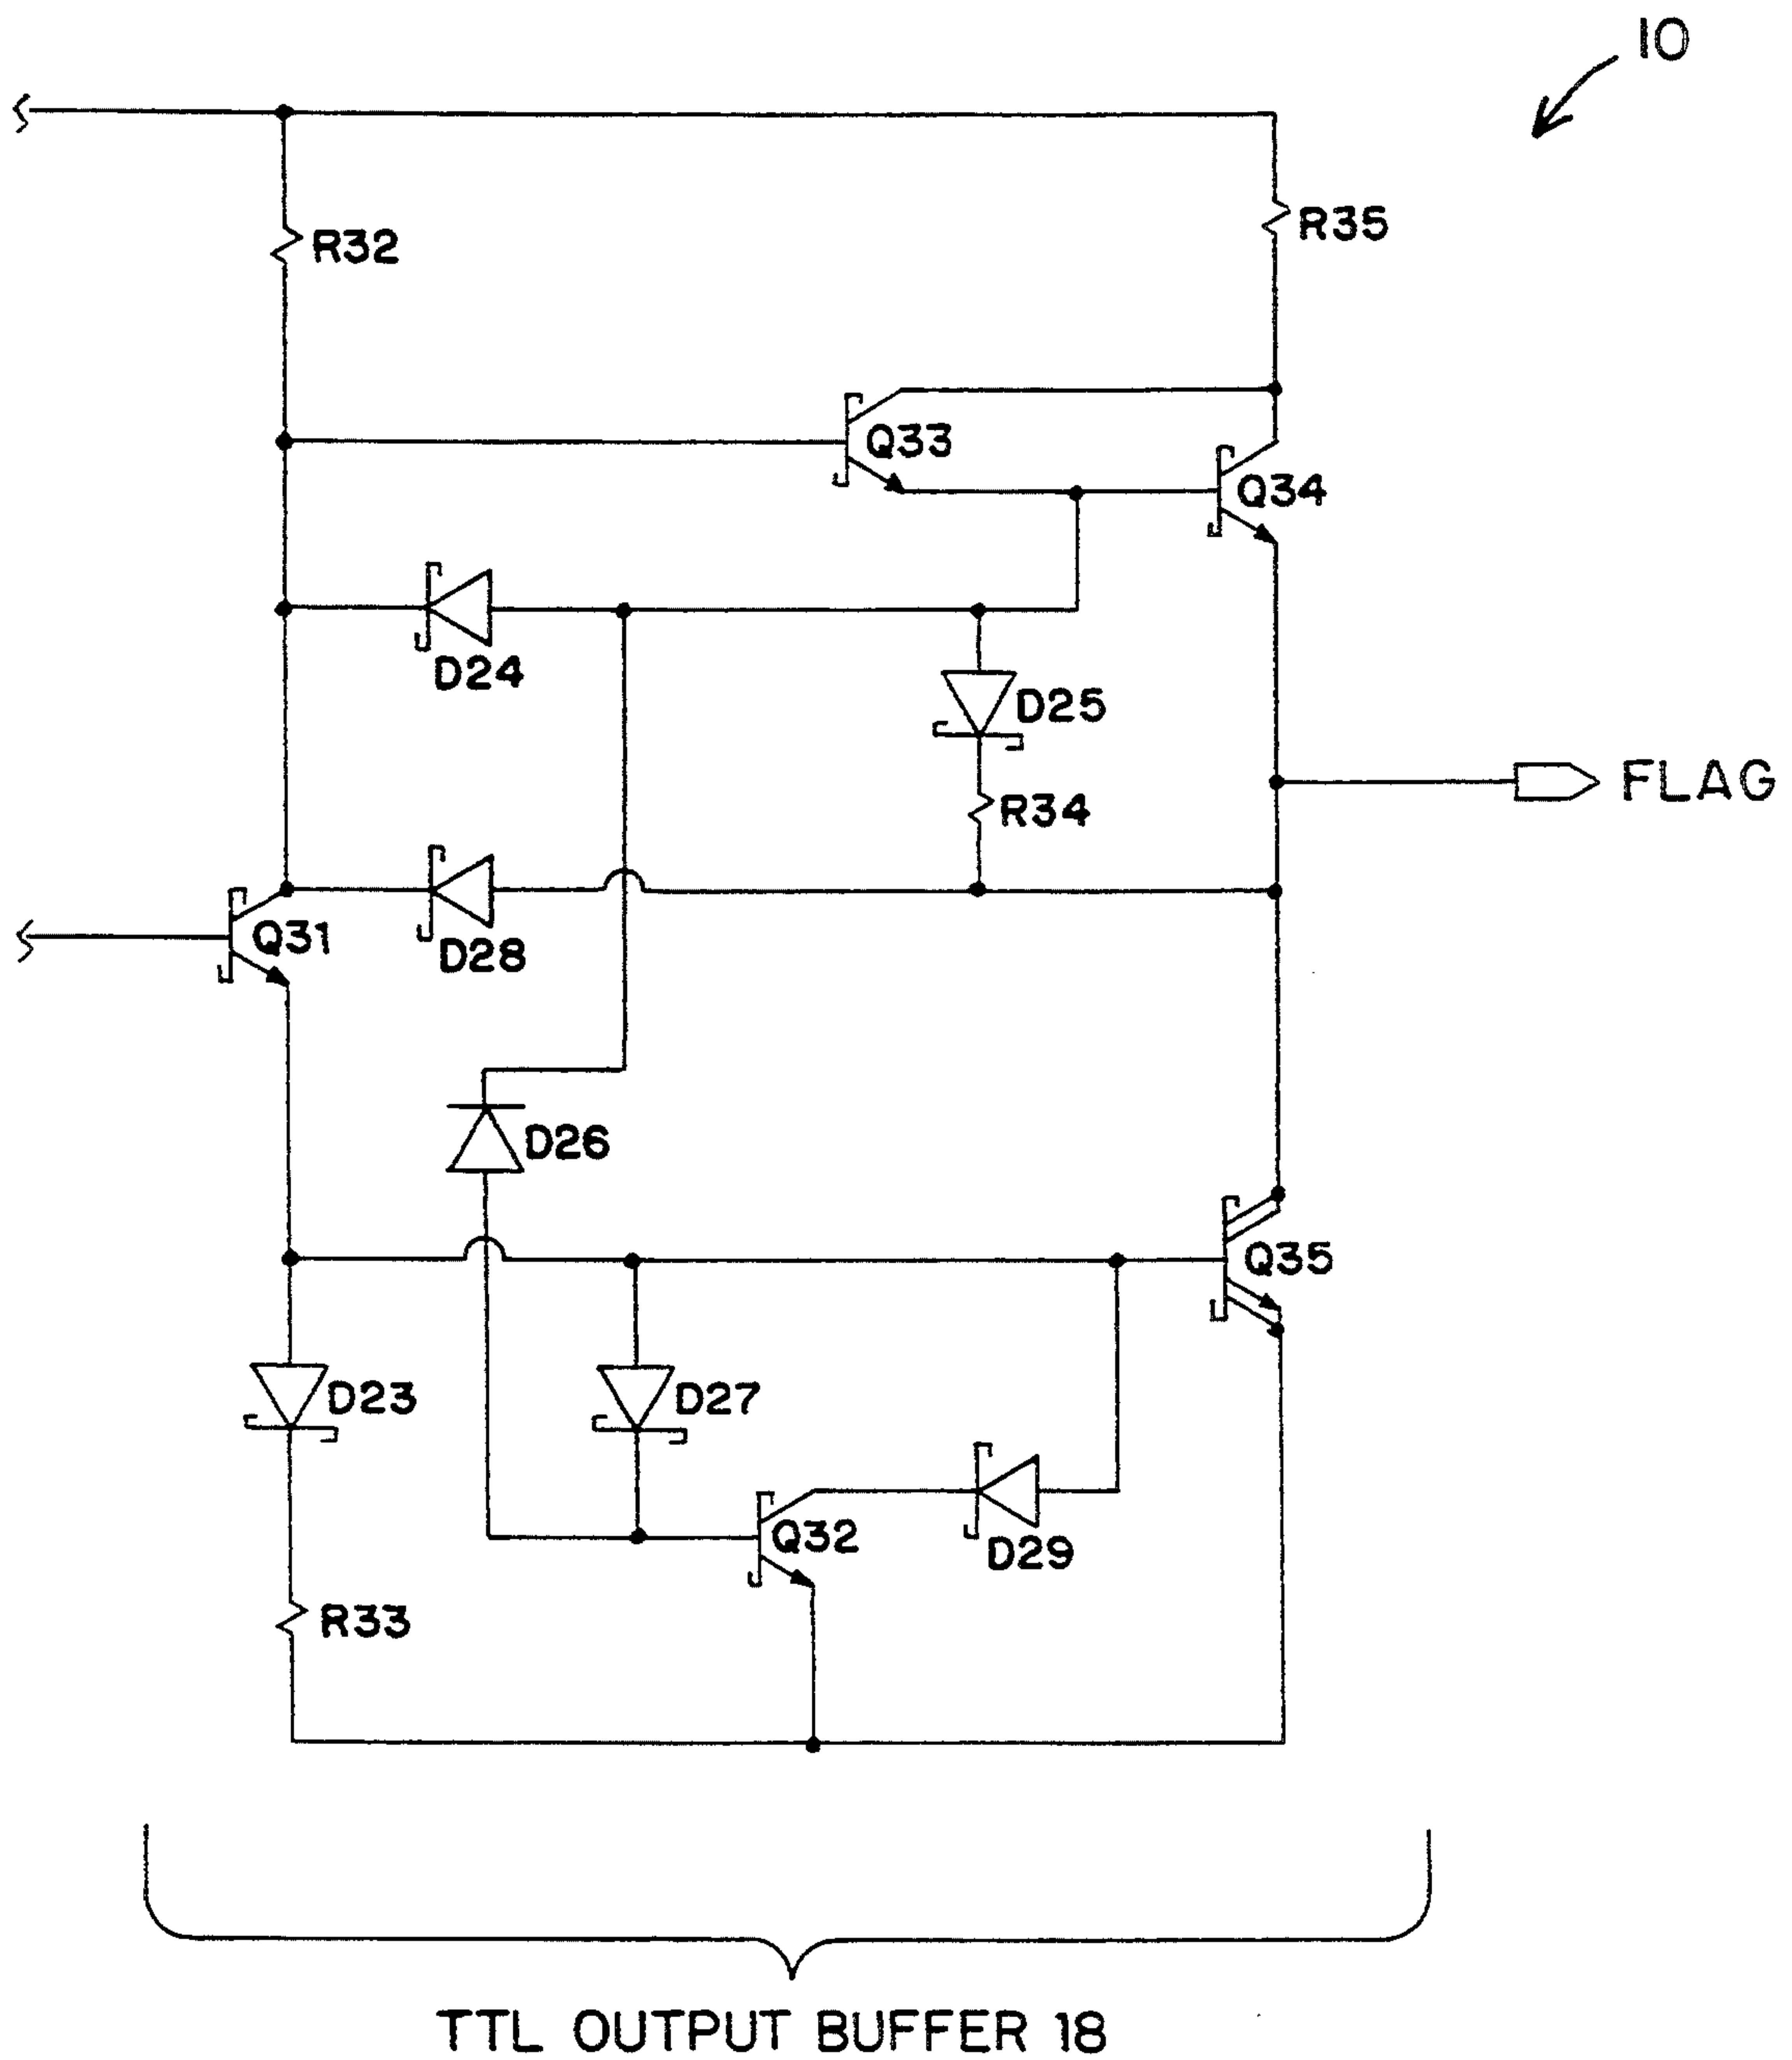 10
R32
R35
Q33
Q34
D24
D25
FLAG
R34
Q31
D28
D26
Q35
D23
D27
Q32
D29
R33
TTL OUTPUT BUFFER 18